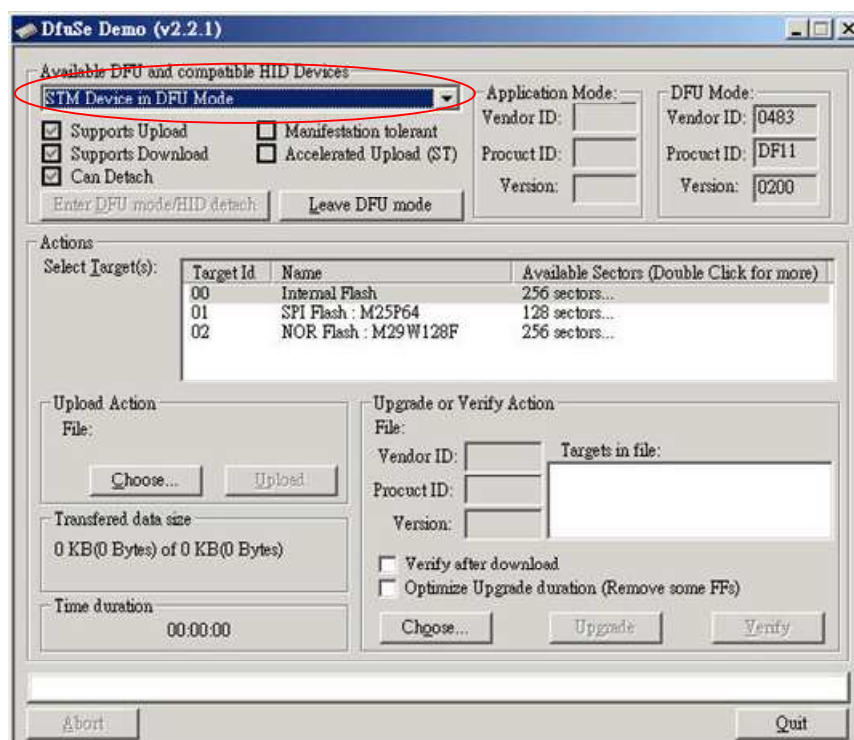 DfuSe Demo (v2.2.1)
Available DFU and compatible HID Devices
STM Device in DFU Mode
Supports Upload
Manifestation tolerant
Supports Download
Accelerated Upload (ST)
Can Detach
Enter DFU mode/HID detach
Leave DFU mode
Application Mode:
Vendor ID:
Procuct ID:
Version:
DFU Mode:
Vendor ID: 0483
Procuct ID: DF11
Version: 0200
Actions
Select Target(s):
Target Id Name Available Sectors (Double Click for more)
00 Internal Flash 256 sectors...
01 SPI Flash : M25P64 128 sectors...
02 NOR Flash : M29W128F 256 sectors...
Upload Action
File:
Choose... Upload
Transfered data size
0 KB(0 Bytes) of 0 KB(0 Bytes)
Time duration
00:00:00
Upgrade or Verify Action
File:
Vendor ID:
Procuct ID:
Version:
Targets in file:
Verify after download
Optimize Upgrade duration (Remove some FFs)
Choose... Upgrade Verify
Abort Quit